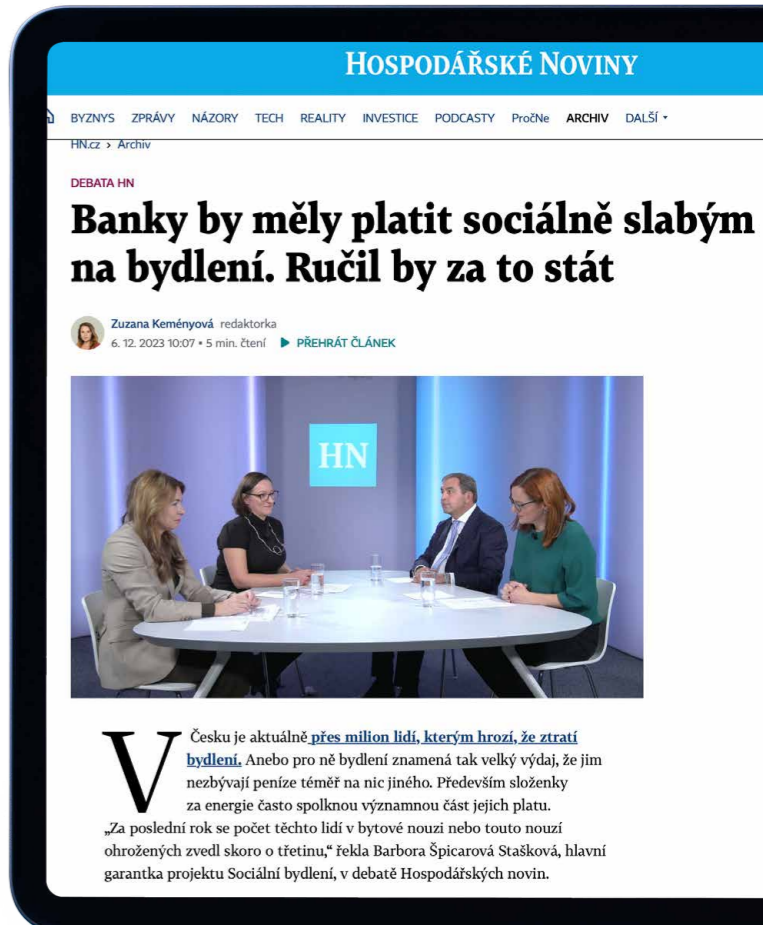 HOSPODÁŘSKÉ NOVINY
BYZNYS ZPRÁVY NÁZORY TECH REALITY INVESTICE PODCASTY PročNe ARCHIV DALŠÍ
HN.cz › Archiv
DEBATA HN
Banky by měly platit sociálně slabým
na bydlení. Ručil by za to stát
Zuzana Keményová redaktorka
6. 12. 2023 10:07 • 5 min. čtení ▶ PŘEHRÁT ČLÁNEK
HN
V Česku je aktuálně přes milion lidí, kterým hrozí, že ztratí
bydlení. Anebo pro ně bydlení znamená tak velký výdaj, že jim
nezbývají peníze téměř na nic jiného. Především složenky
za energie často spolknou významnou část jejich platu.
„Za poslední rok se počet těchto lidí v bytové nouzi nebo touto nouzí
ohrožených zvedl skoro o třetinu,“ řekla Barbora Špicarová Stašková, hlavní
garantka projektu Sociální bydlení, v debatě Hospodářských novin.